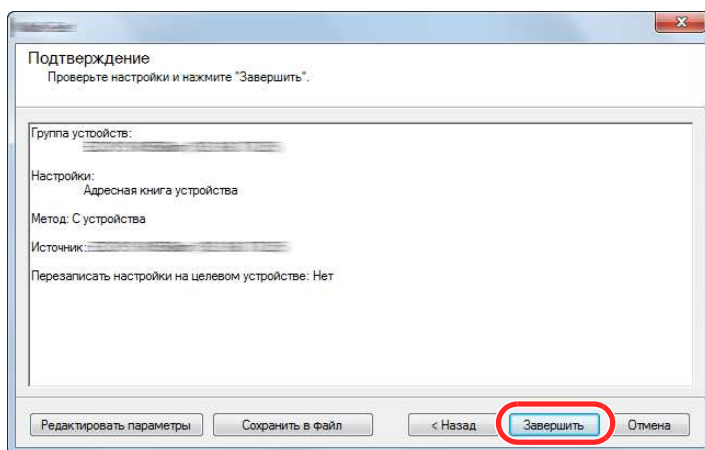 Подтверждение
Проверьте настройки и нажмите "Завершить".
Группа устройств:
Настройки:
Адресная книга устройства
Метод: С устройства
Источник:
Перезаписать настройки на целевом устройстве: Нет
Редактировать параметры Сохранить в файл < Назад Завершить Отмена